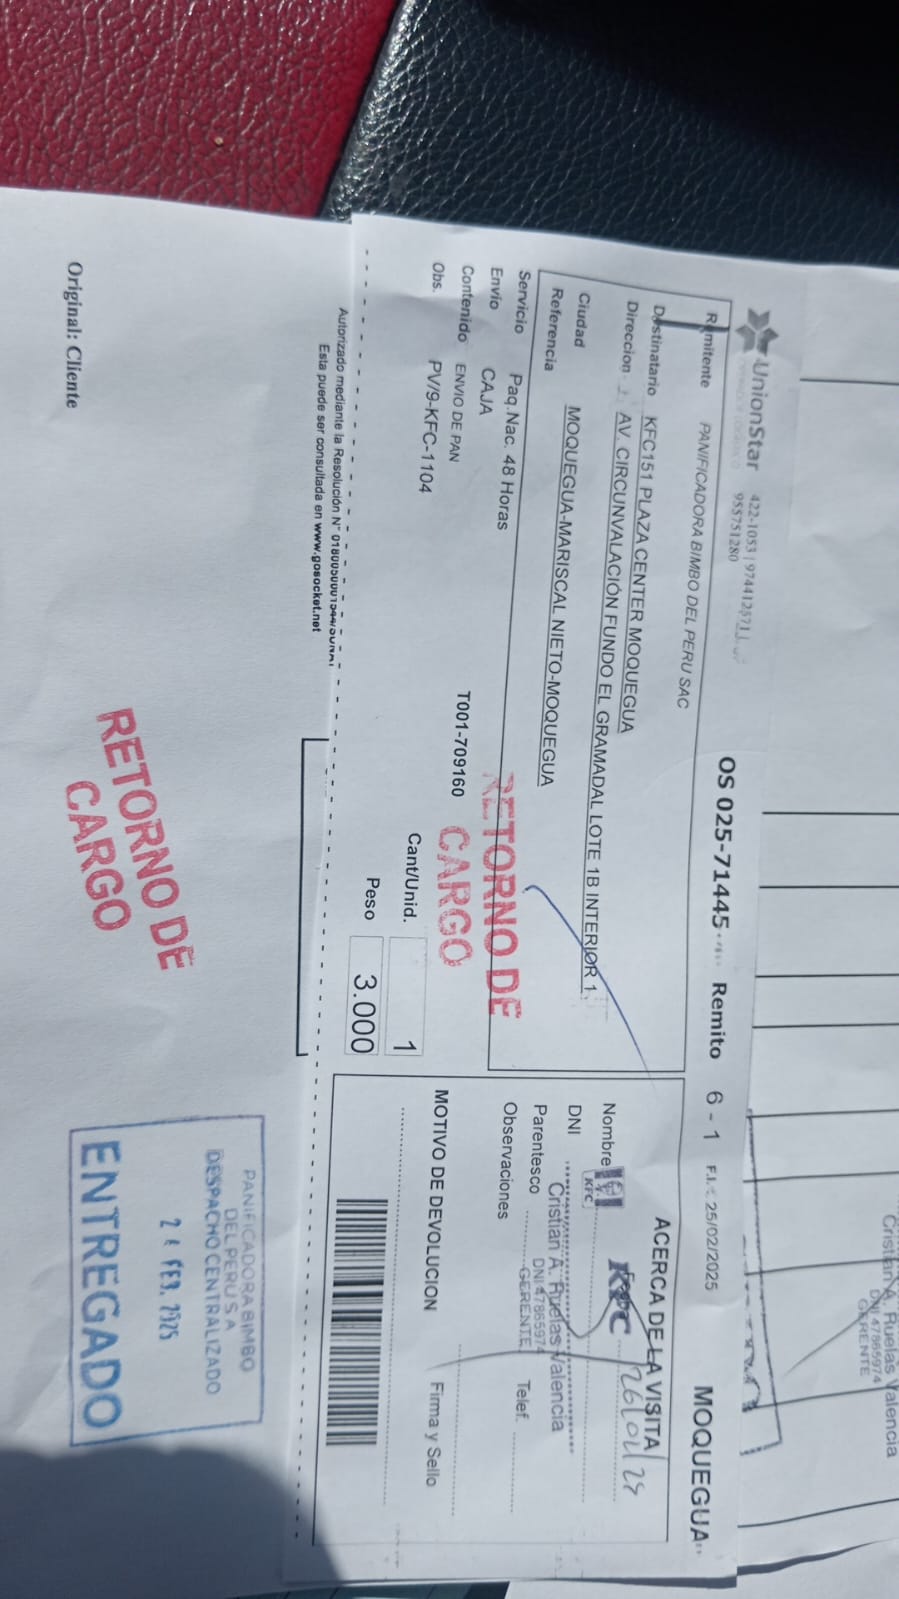 UnionStar 422-1053 | 974412571
955751280
OS 025-71445 Remito 6 - 1 F.I. 25/02/2025 MOQUEGUA
Remitente PANIFICADORA BIMBO DEL PERU SAC
Destinatario KFC151 PLAZA CENTER MOQUEGUA
Direccion AV. CIRCUNVALACIÓN FUNDO EL GRAMADAL LOTE 1B INTERIOR 1
Ciudad MOQUEGUA-MARISCAL NIETO-MOQUEGUA
Referencia
Servicio Paq.Nac. 48 Horas
Envio CAJA
Contenido ENVIO DE PAN T001-709160
Obs. PV/9-KFC-1104
Cant/Unid. 1
Peso 3.000
RETORNO DE
CARGO
ACERCA DE LA VISITA
Nombre KFC
DNI
Parentesco
Observaciones Telef.
Cristian A. Ruelas Valencia
DNI 47865974
GERENTE
MOTIVO DE DEVOLUCION Firma y Sello
Autorizado mediante la Resolución N°
Esta puede ser consultada en www.gosocket.net
Original: Cliente
RETORNO DE
CARGO
PANIFICADORA BIMBO
DEL PERU S A
DESPACHO CENTRALIZADO
FEB.
ENTREGADO
Cristian A. Ruelas Valencia
DNI 47865974
GERENTE